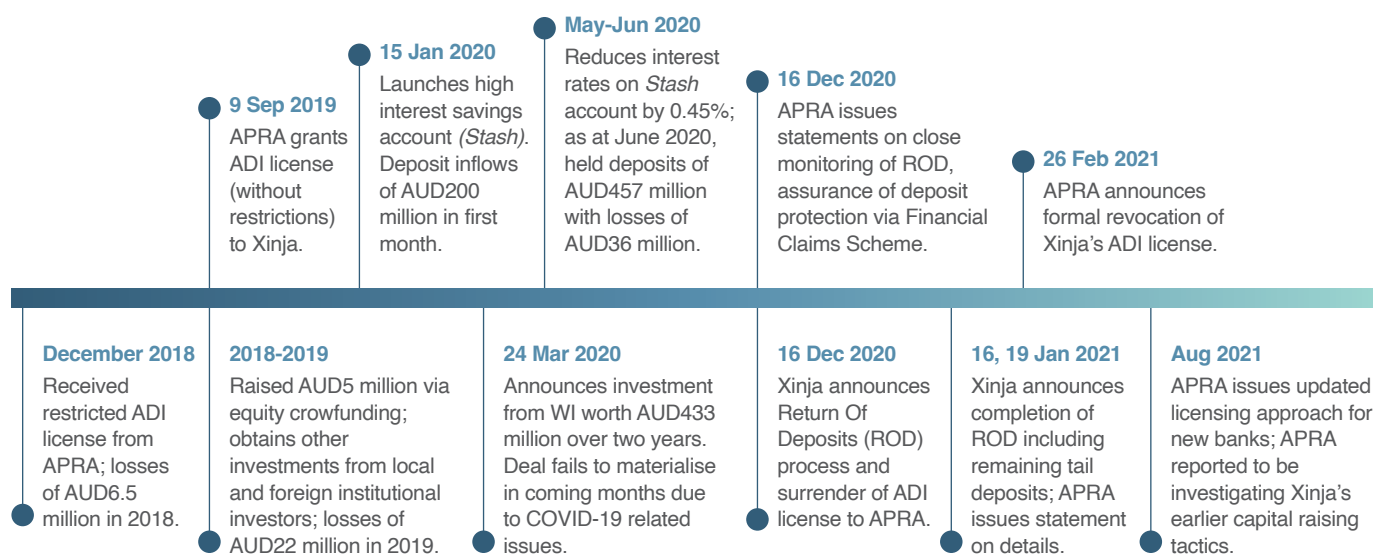 9 Sep 2019
APRA grants
ADI license
(without
restrictions)
to Xinja.
15 Jan 2020
Launches high
interest savings
account (Stash).
Deposit inflows
of AUD200
million in first
month.
May-Jun 2020
Reduces interest
rates on Stash
account by 0.45%;
as at June 2020,
held deposits of
AUD457 million
with losses of
AUD36 million.
16 Dec 2020
APRA issues
statements on close
monitoring of ROD,
assurance of deposit
protection via Financial
Claims Scheme.
26 Feb 2021
APRA announces
formal revocation of
Xinja’s ADI license.
December 2018
Received
restricted ADI
license from
APRA; losses
of AUD6.5
million in 2018.
2018-2019
Raised AUD5 million via
equity crowfunding;
obtains other
investments from local
and foreign institutional
investors; losses of
AUD22 million in 2019.
24 Mar 2020
Announces investment
from WI worth AUD433
million over two years.
Deal fails to materialise
in coming months due
to COVID-19 related
issues.
16 Dec 2020
Xinja announces
Return Of
Deposits (ROD)
process and
surrender of ADI
license to APRA.
16, 19 Jan 2021
Xinja announces
completion of
ROD including
remaining tail
deposits; APRA
issues statement
on details.
Aug 2021
APRA issues updated
licensing approach for
new banks; APRA
reported to be
investigating Xinja’s
earlier capital raising
tactics.